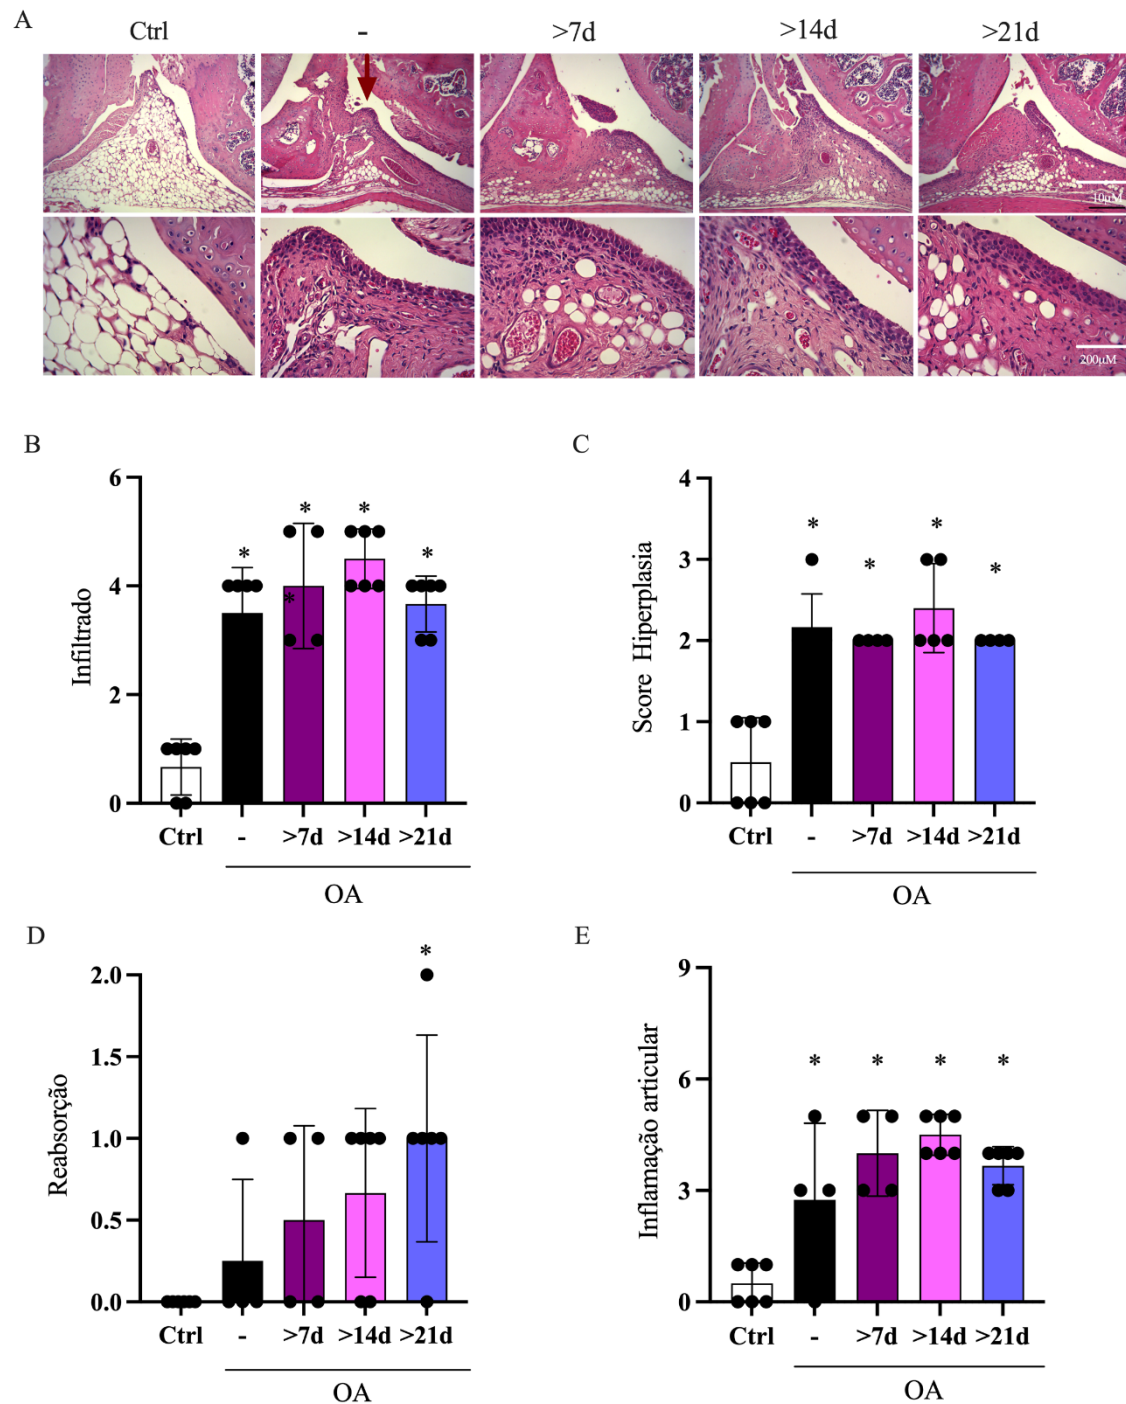 A
Ctrl - >7d >14d >21d
10µM
200µM
B
6
4
2
0
Infiltrado
* * * * *
Ctrl - >7d >14d >21d
OA
C
4
3
2
1
0
Score Hiperplasia
* * * *
Ctrl - >7d >14d >21d
OA
D
2.0
1.5
1.0
0.5
0.0
Reabsorção
*
Ctrl - >7d >14d >21d
OA
E
9
6
3
0
Inflamação articular
* * * *
Ctrl - >7d >14d >21d
OA